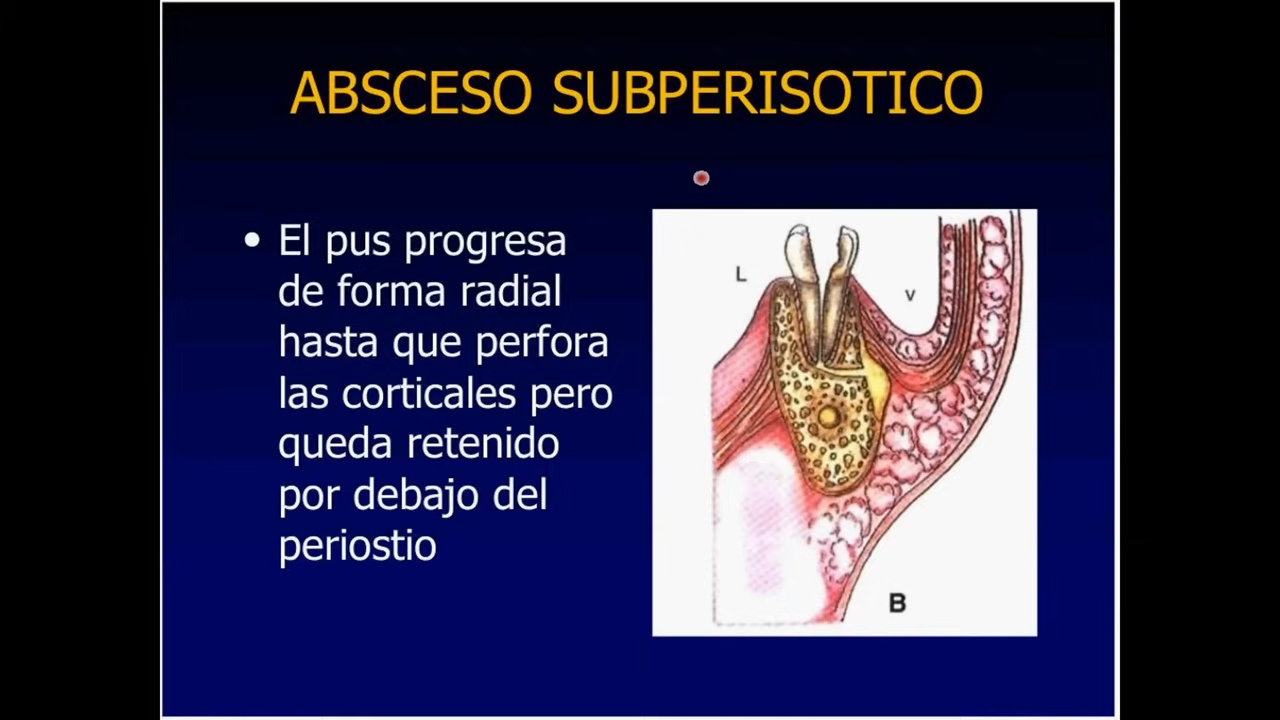 ABSCESO SUBPERISOTICO
• El pus progresa
de forma radial
hasta que perfora
las corticales pero
queda retenido
por debajo del
periostio
L
v
B